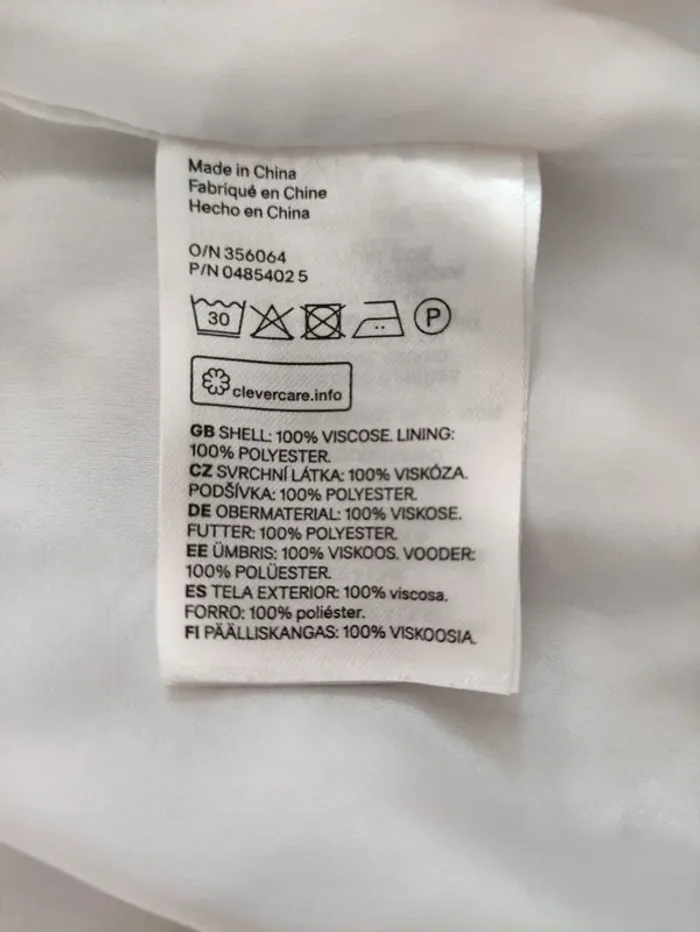 Made in China
Fabriqué en Chine
Hecho en China
O/N 356064
P/N 0485402 5
30
P
clevercare.info
GB SHELL: 100% VISCOSE. LINING:
100% POLYESTER.
CZ SVRCHNÍ LÁTKA: 100% VISKÓZA.
PODŠÍVKA: 100% POLYESTER.
DE OBERMATERIAL: 100% VISKOSE.
FUTTER: 100% POLYESTER.
EE ÜMBRIS: 100% VISKOOS. VOODER:
100% POLÜESTER.
ES TELA EXTERIOR: 100% viscosa.
FORRO: 100% poliéster.
FI PÄÄLLISKANGAS: 100% VISKOOSIA.